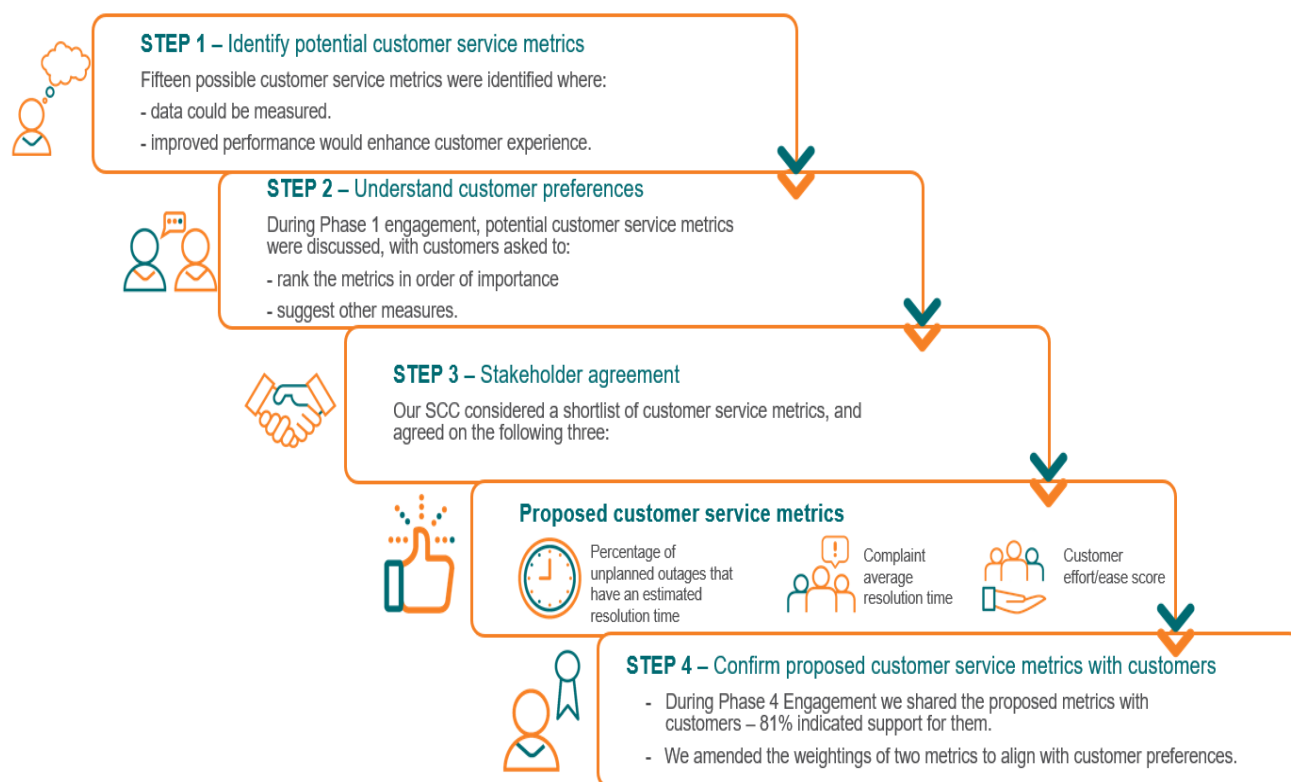 STEP 1 – Identify potential customer service metrics
Fifteen possible customer service metrics were identified where:
- data could be measured.
- improved performance would enhance customer experience.
STEP 2 – Understand customer preferences
During Phase 1 engagement, potential customer service metrics
were discussed, with customers asked to:
- rank the metrics in order of importance
- suggest other measures.
STEP 3 – Stakeholder agreement
Our SCC considered a shortlist of customer service metrics, and
agreed on the following three:
Proposed customer service metrics
Percentage of
unplanned outages that
have an estimated
resolution time
Complaint
average
resolution time
Customer
effort/ease score
STEP 4 – Confirm proposed customer service metrics with customers
- During Phase 4 Engagement we shared the proposed metrics with
customers – 81% indicated support for them.
- We amended the weightings of two metrics to align with customer preferences.